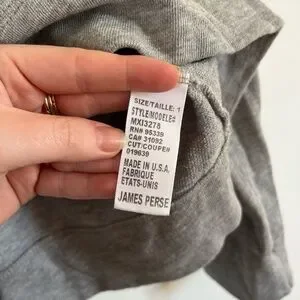 SIZE/TAILLE: 1
STYLE/MODELE#
MXI3275
RN# 95339
CA# 31092
CUT/COUPE#
019639
MADE IN U.S.A.
FABRIQUE
ETATS-UNIS
JAMES PERSE